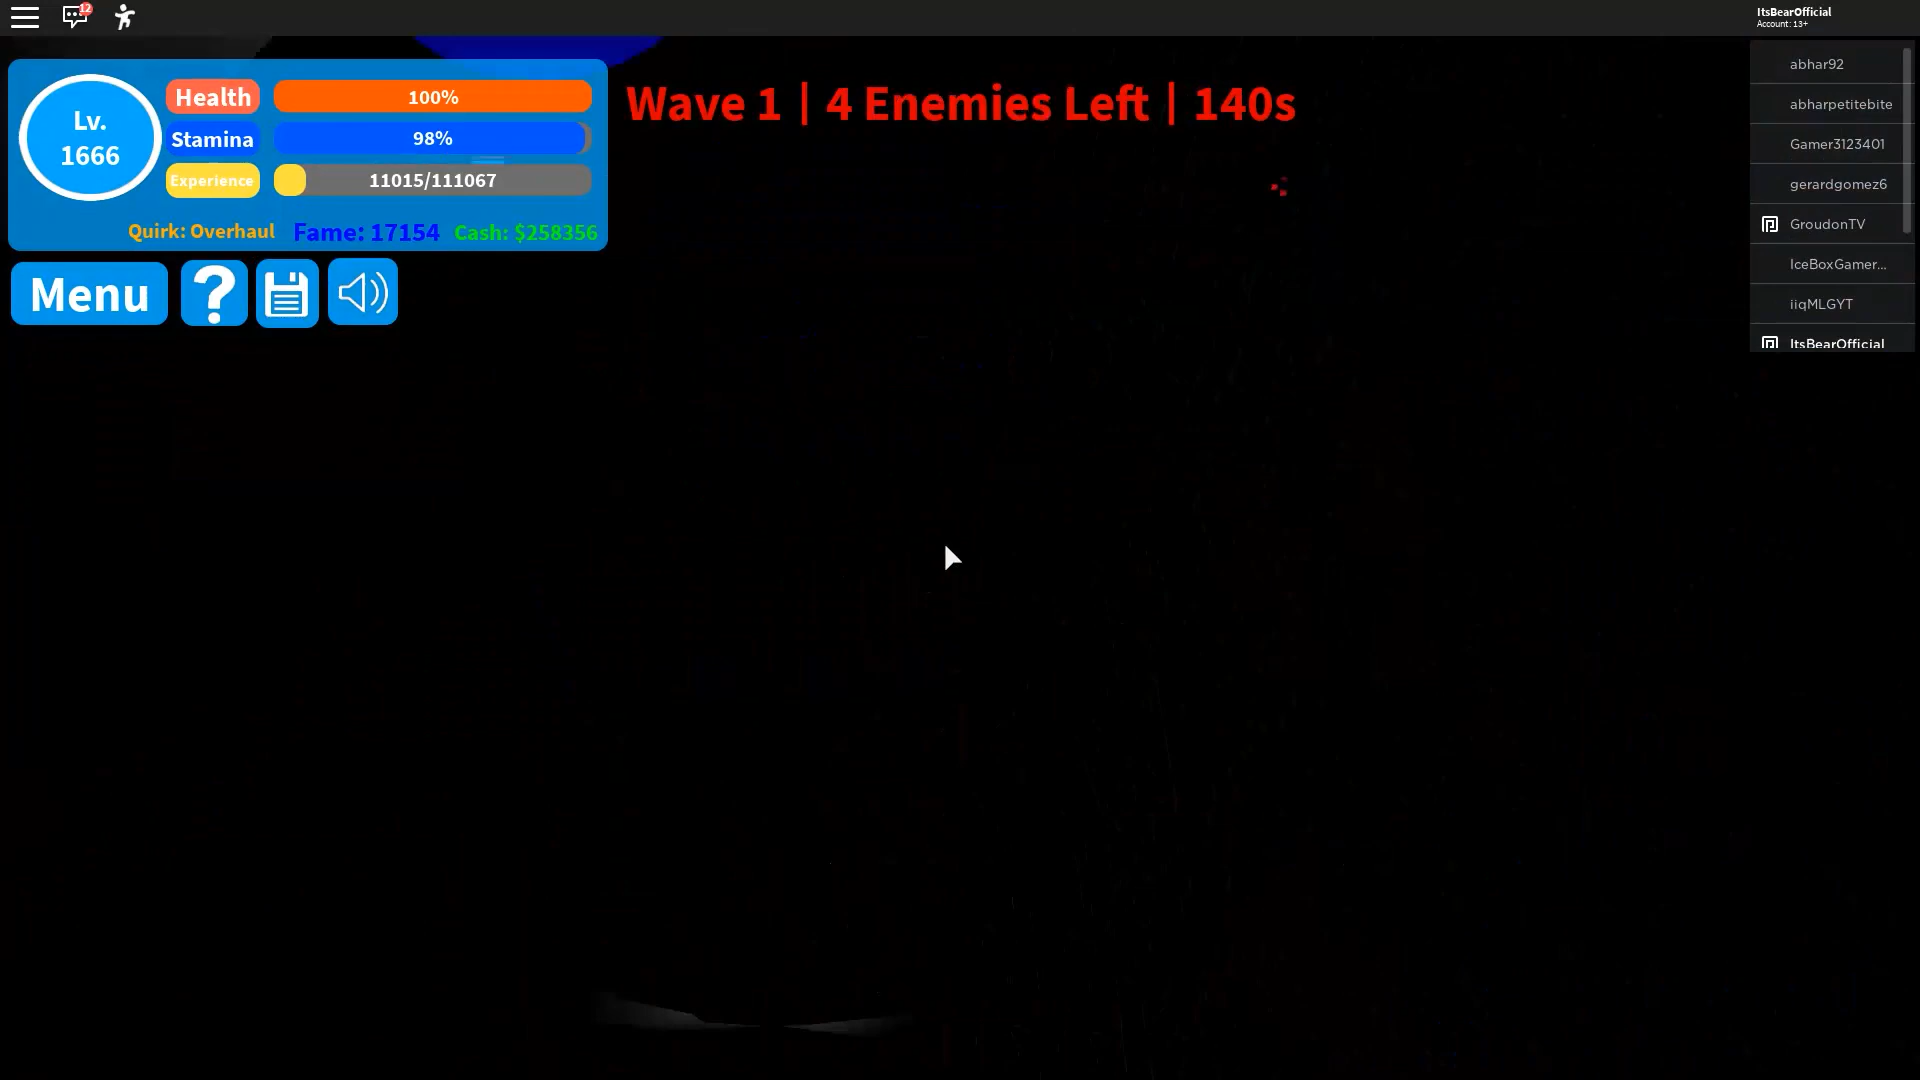 12
ItsBearOfficial
Account: 13+
Lv.
1666
Health
100%
Stamina
98%
Experience
11015/111067
Quirk: Overhaul
Fame: 17154
Cash: $258356
Menu
?
Wave 1 | 4 Enemies Left | 140s
abhar92
abharpetitebite
Gamer3123401
gerardgomez6
GroudonTV
IceBoxGamer...
iiqMLGYT
ItsBearOfficial